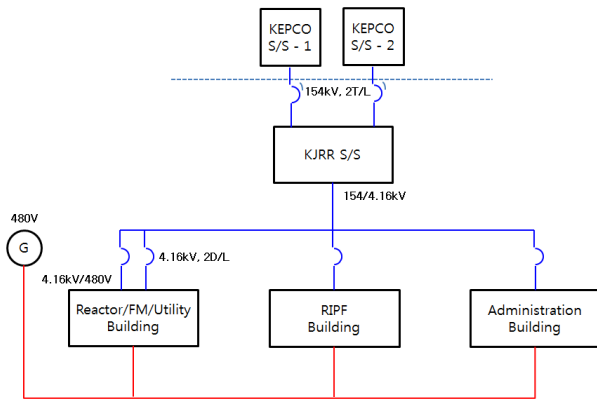 KEPCO
S/S - 1
KEPCO
S/S - 2
154kV, 2T/L
KJRR S/S
154/4.16kV
480V
G
4.16kV, 2D/L
4.16kV/480V
Reactor/FM/Utility
Building
RIPF
Building
Administration
Building